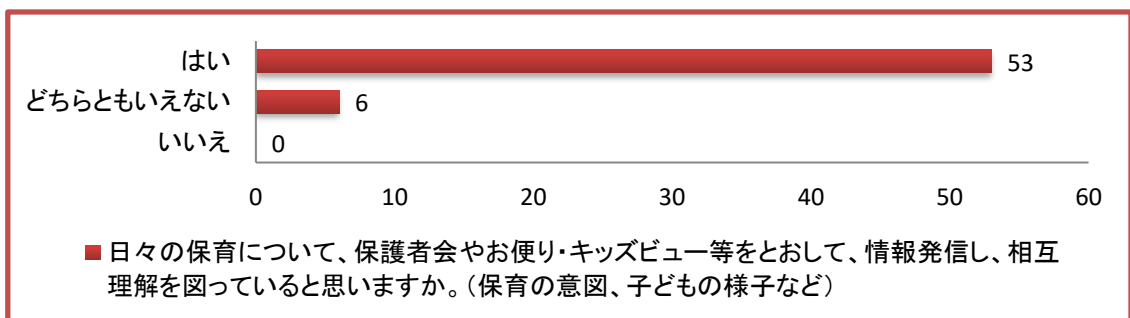 はい 53
どちらともいえない 6
いいえ 0
0 10 20 30 40 50 60
日々の保育について、保護者会やお便り・キッズビュー等をとおして、情報発信し、相互
理解を図っていると思いますか。（保育の意図、子どもの様子など）